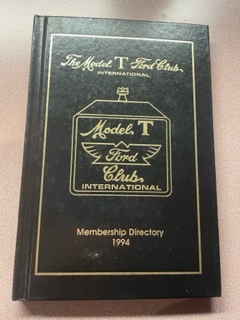 The Model T Ford Club
INTERNATIONAL
Model T
Ford
Club
INTERNATIONAL
Membership Directory
1994